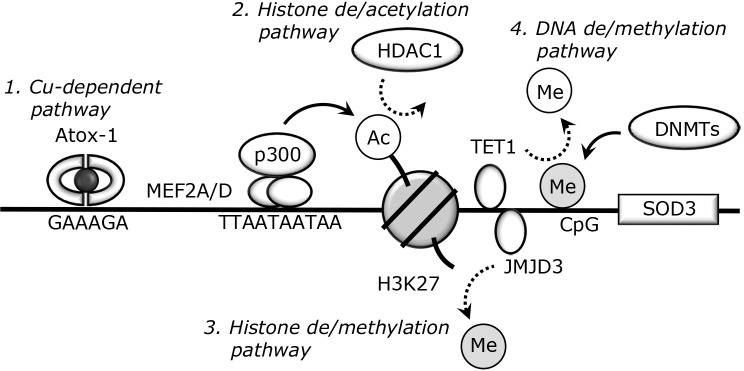 2. Histone de/acetylation
pathway
HDAC1
4. DNA de/methylation
pathway
Me
DNMTs
1. Cu-dependent
pathway
Atox-1
p300
Ac
TET1
Me
MEF2A/D
GAAAGA
TTAATAATAA
CpG
SOD3
H3K27
JMJD3
3. Histone de/methylation
pathway
Me